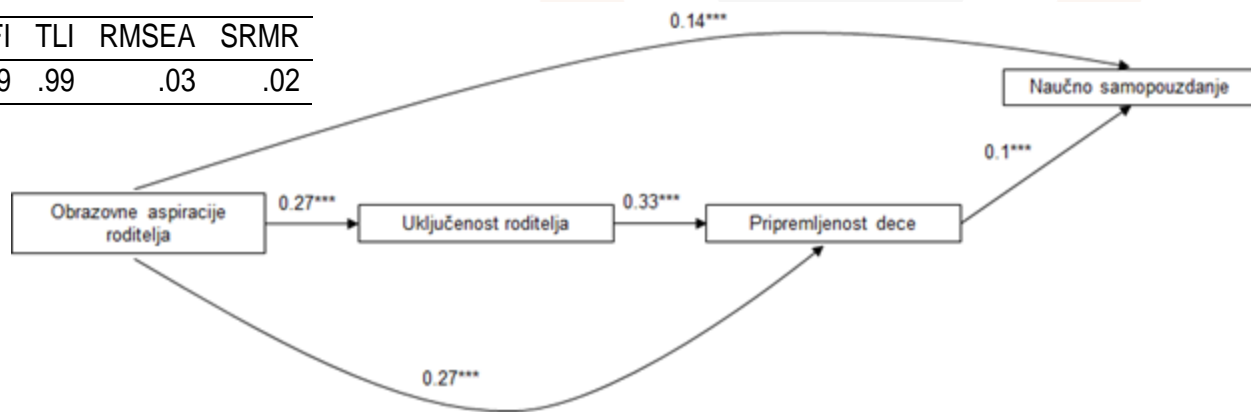 TLI RMSEA SRMR
.99 .03 .02
0.14***
Naučno samopouzdanje
0.1***
Obrazovne aspiracije
roditelja
0.27***
Uključenost roditelja
0.33***
Pripremljenost dece
0.27***